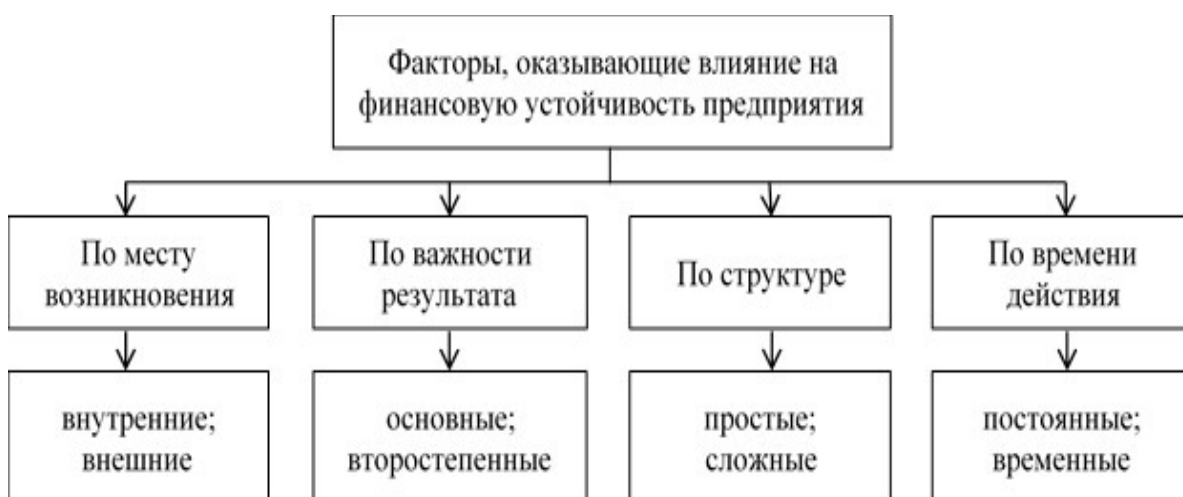 Факторы, оказывающие влияние на
финансовую устойчивость предприятия
По месту
возникновения
По важности
результата
По структуре
По времени
действия
внутренние;
внешние
основные;
второстепенные
простые;
сложные
постоянные;
временные